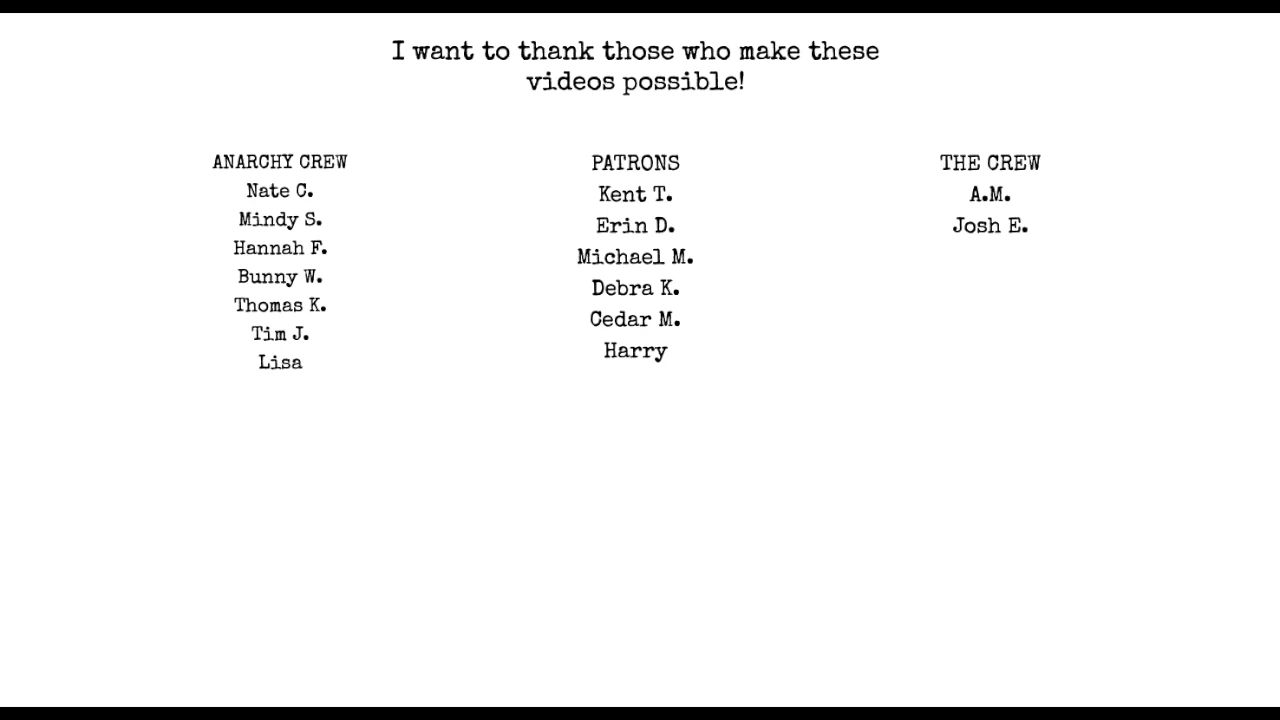 I want to thank those who make these
videos possible!
ANARCHY CREW
Nate C.
Mindy S.
Hannah F.
Bunny W.
Thomas K.
Tim J.
Lisa
PATRONS
Kent T.
Erin D.
Michael M.
Debra K.
Cedar M.
Harry
THE CREW
A.M.
Josh E.